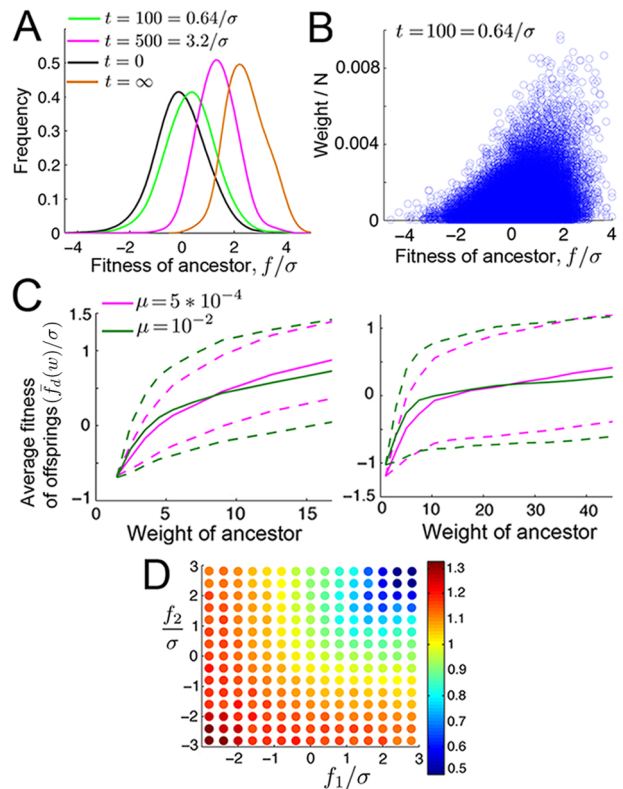 A
t = 100 = 0.64/σ
t = 500 = 3.2/σ
t = 0
t = ∞
Frequency
0.5
0.4
0.3
0.2
0.1
0
−4
−2
0
2
4
Fitness of ancestor, f/σ
B
t = 100 = 0.64/σ
Weight / N
0.008
0.004
0
−4
−2
0
2
4
Fitness of ancestor, f/σ
C
μ = 5 * 10⁻⁴
μ = 10⁻²
Average fitness
of offsprings (f̄_d(w)/σ)
1.5
1
0
−1
0
5
10
15
Weight of ancestor
1
0
−1
−1.5
0
10
20
30
40
Weight of ancestor
D
f₂/σ
3
2
1
0
−1
−2
−3
−2
−1
0
1
2
3
f₁/σ
1.3
1.2
1.1
1
0.9
0.8
0.7
0.6
0.5